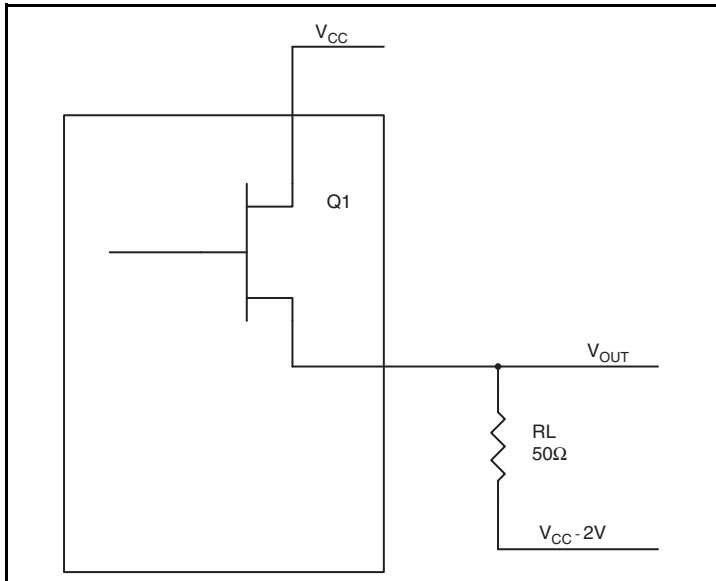 V_CC
Q1
V_OUT
RL
50Ω
V_CC - 2V